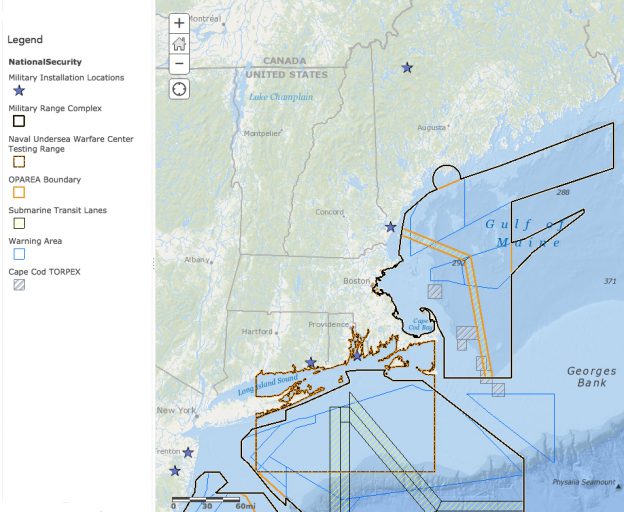 Legend
NationalSecurity
Military Installation Locations
Military Range Complex
Naval Undersea Warfare Center
Testing Range
OPAREA Boundary
Submarine Transit Lanes
Warning Area
Cape Cod TORPEX
Montréal
CANADA
UNITED STATES
Lake Champlain
Montpelier
Augusta
288
Gulf of
Maine
Concord
293
Albany
371
Boston
Cape
Cod Bay
Providence
Hartford
Georges
Bank
Long Island Sound
New York
Trenton
Physalia Seamount
0 30 60mi